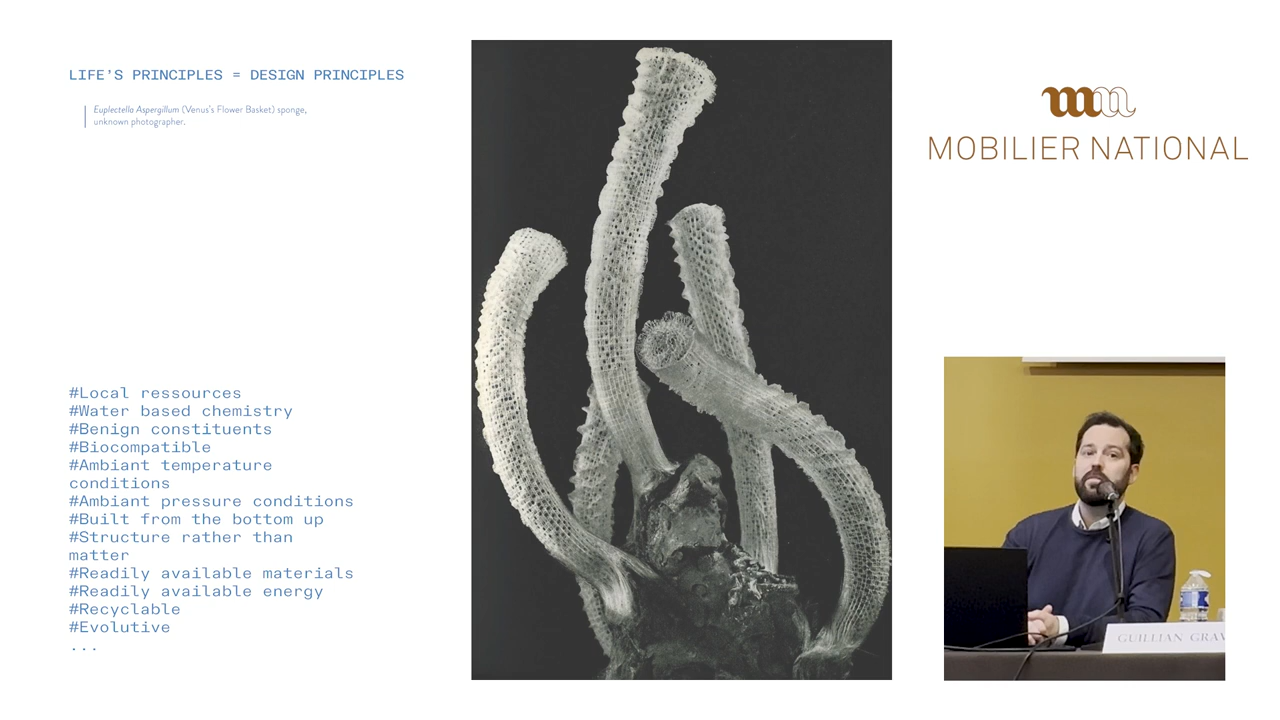 LIFE'S PRINCIPLES = DESIGN PRINCIPLES
Euplectella Aspergillum (Venus's Flower Basket) sponge,
unknown photographer.
#Local ressources
#Water based chemistry
#Benign constituents
#Biocompatible
#Ambiant temperature
conditions
#Ambiant pressure conditions
#Built from the bottom up
#Structure rather than
matter
#Readily available materials
#Readily available energy
#Recyclable
#Evolutive
...
mm
MOBILIER NATIONAL
GUILLIAN GRAV